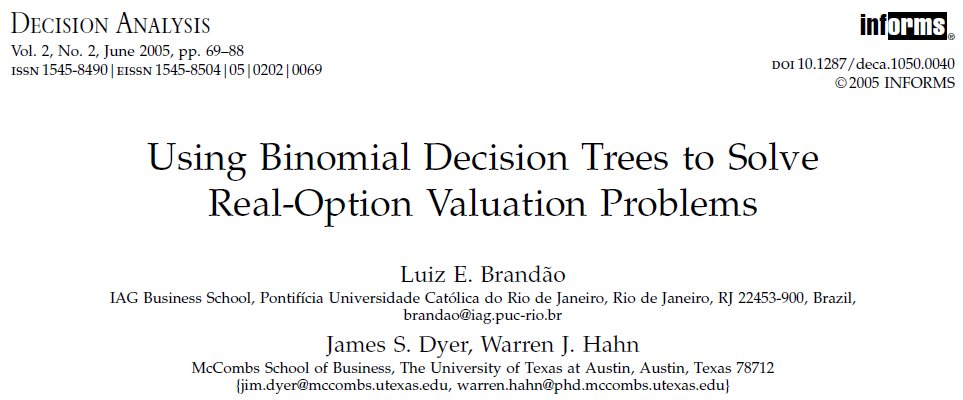 DECISION ANALYSIS
Vol. 2, No. 2, June 2005, pp. 69–88
ISSN 1545-8490 | EISSN 1545-8504 | 05 | 0202 | 0069
informs®
DOI 10.1287/deca.1050.0040
©2005 INFORMS
Using Binomial Decision Trees to Solve
Real-Option Valuation Problems
Luiz E. Brandão
IAG Business School, Pontifícia Universidade Católica do Rio de Janeiro, Rio de Janeiro, RJ 22453-900, Brazil,
brandao@iag.puc-rio.br
James S. Dyer, Warren J. Hahn
McCombs School of Business, The University of Texas at Austin, Austin, Texas 78712
{jim.dyer@mccombs.utexas.edu, warren.hahn@phd.mccombs.utexas.edu}